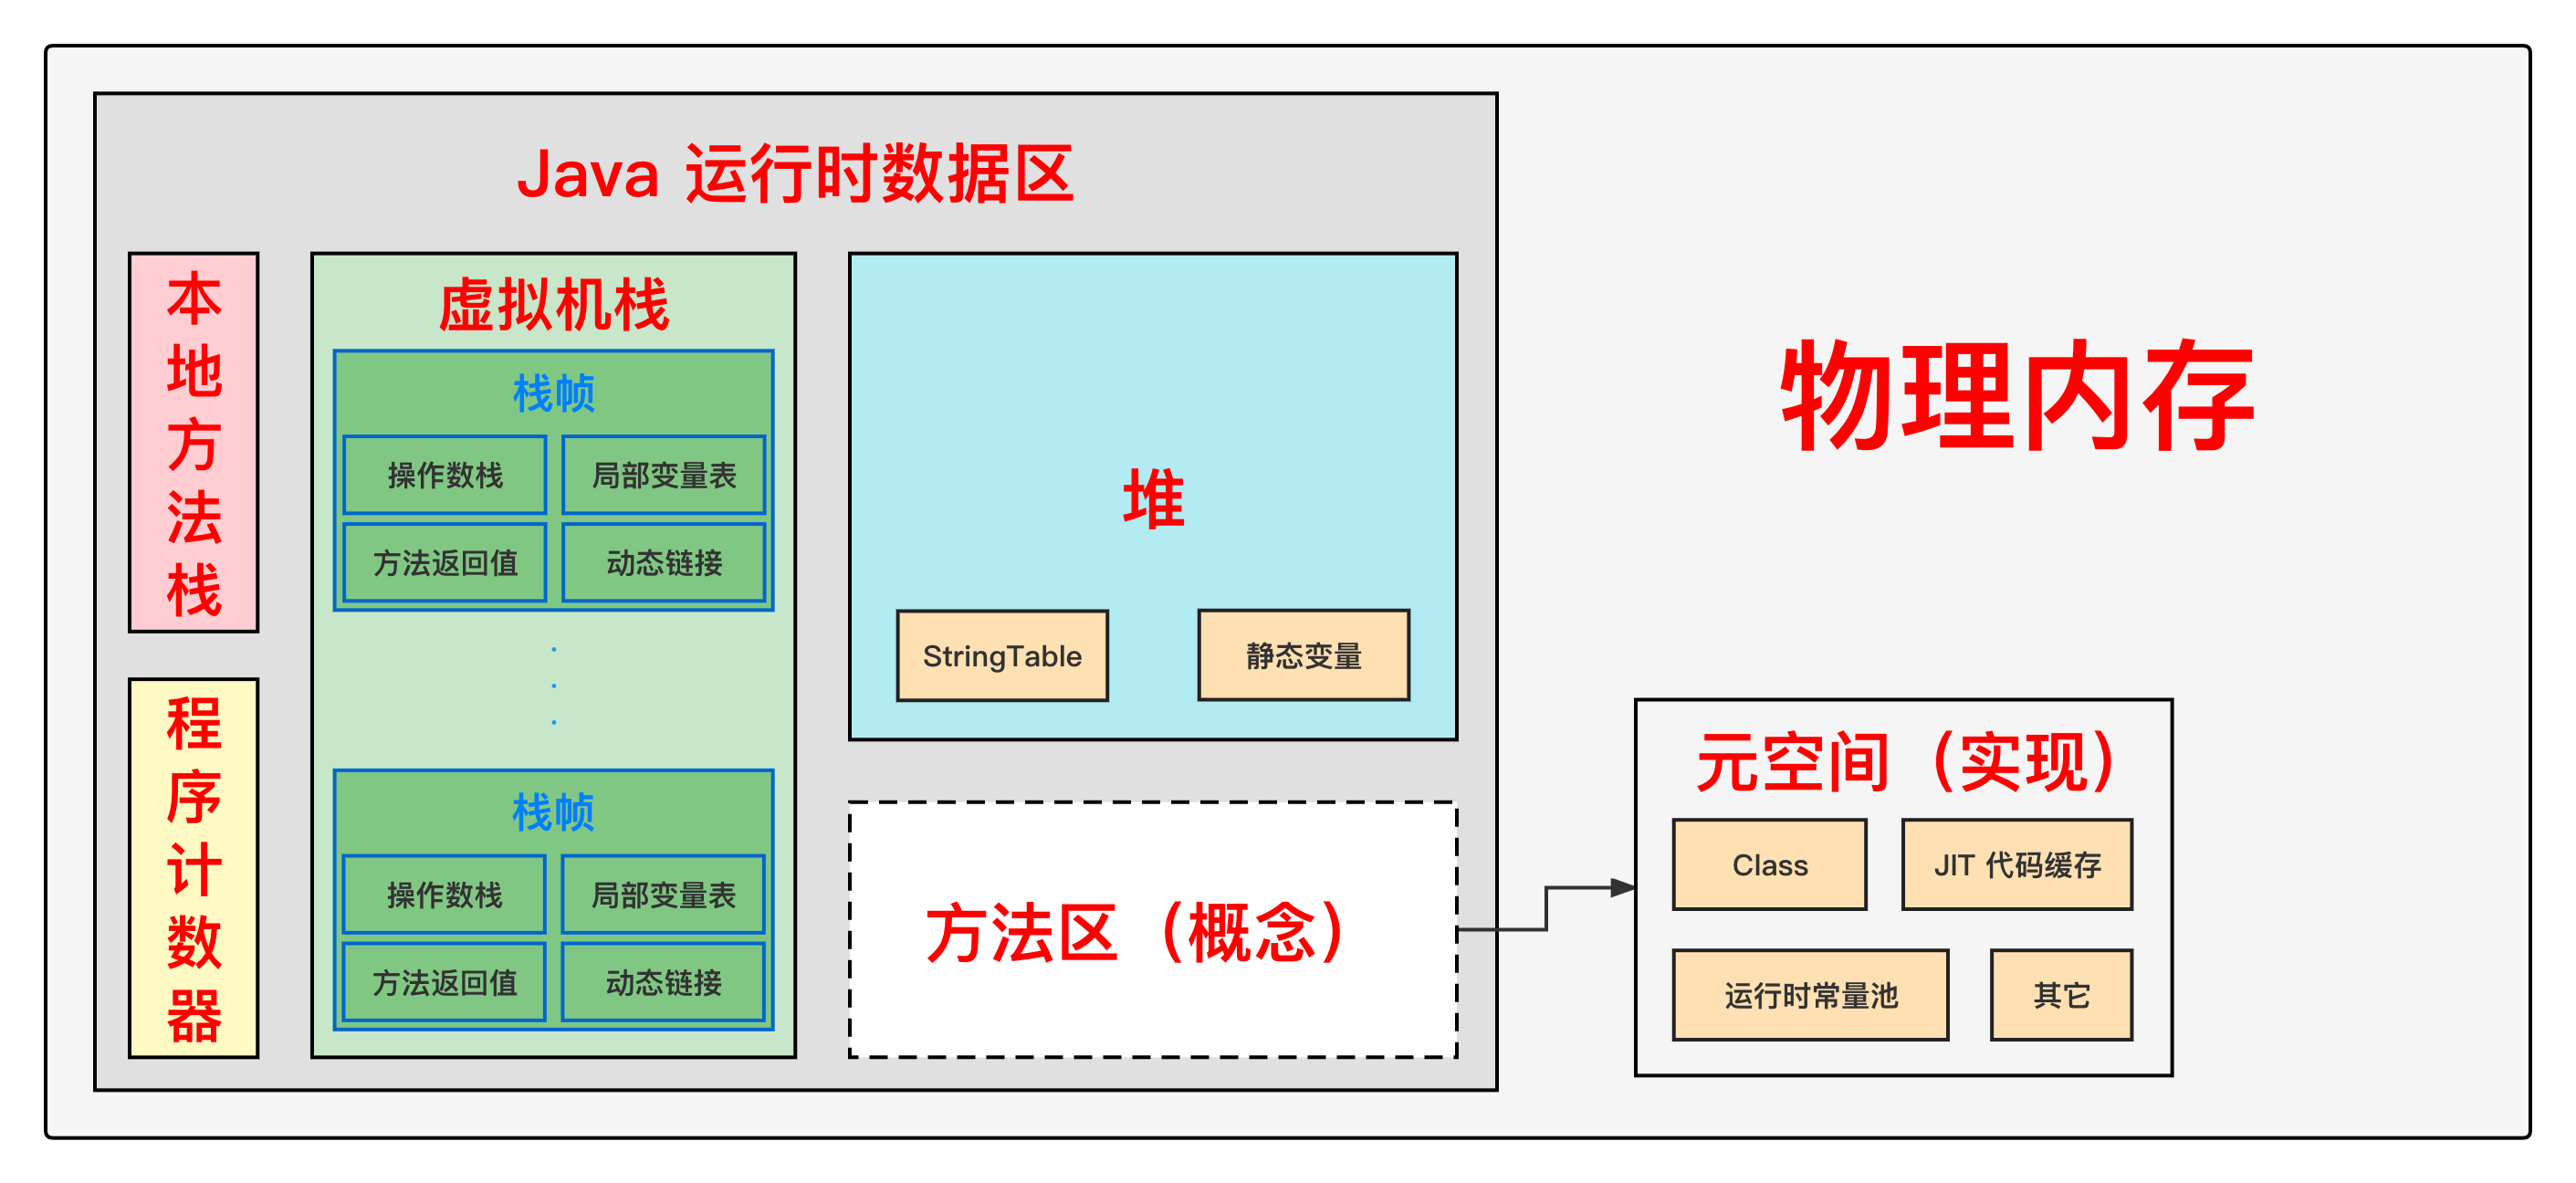 Java 运行时数据区
本地方法栈
程序计数器
虚拟机栈
栈帧
操作数栈
局部变量表
方法返回值
动态链接
栈帧
操作数栈
局部变量表
方法返回值
动态链接
堆
StringTable
静态变量
方法区（概念）
物理内存
元空间（实现）
Class
JIT 代码缓存
运行时常量池
其它